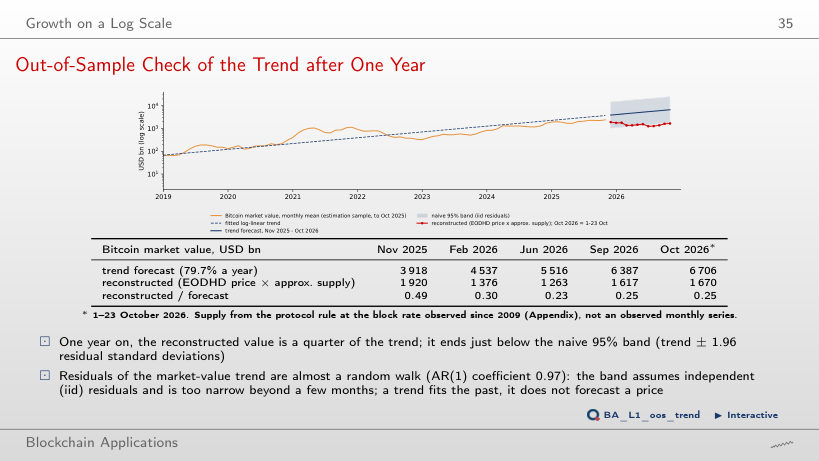 Growth on a Log Scale 35
Out-of-Sample Check of the Trend after One Year
USD bn (log scale)
10⁴
10³
10²
10¹
2019 2020 2021 2022 2023 2024 2025 2026
Bitcoin market value, monthly mean (estimation sample, to Oct 2025)
fitted log-linear trend
trend forecast, Nov 2025 - Oct 2026
naive 95% band (iid residuals)
reconstructed (EODHD price x approx. supply); Oct 2026 = 1-23 Oct
Bitcoin market value, USD bn Nov 2025 Feb 2026 Jun 2026 Sep 2026 Oct 2026*
trend forecast (79.7% a year) 3 918 4 537 5 516 6 387 6 706
reconstructed (EODHD price × approx. supply) 1 920 1 376 1 263 1 617 1 670
reconstructed / forecast 0.49 0.30 0.23 0.25 0.25
* 1–23 October 2026. Supply from the protocol rule at the block rate observed since 2009 (Appendix), not an observed monthly series.
One year on, the reconstructed value is a quarter of the trend; it ends just below the naive 95% band (trend ± 1.96
residual standard deviations)
Residuals of the market-value trend are almost a random walk (AR(1) coefficient 0.97): the band assumes independent
(iid) residuals and is too narrow beyond a few months; a trend fits the past, it does not forecast a price
BA_L1_oos_trend ▶ Interactive
Blockchain Applications